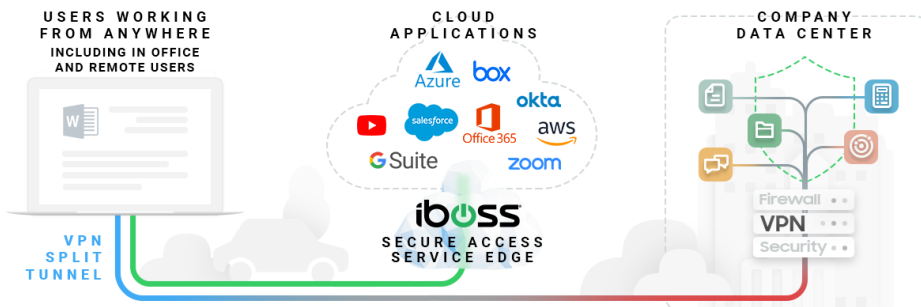 USERS WORKING
FROM ANYWHERE
INCLUDING IN OFFICE
AND REMOTE USERS
W
VPN
SPLIT
TUNNEL
CLOUD
APPLICATIONS
Azure
box
okta
salesforce
Office 365
aws
G Suite
zoom
iboss
SECURE ACCESS
SERVICE EDGE
COMPANY
DATA CENTER
Firewall
VPN
Security